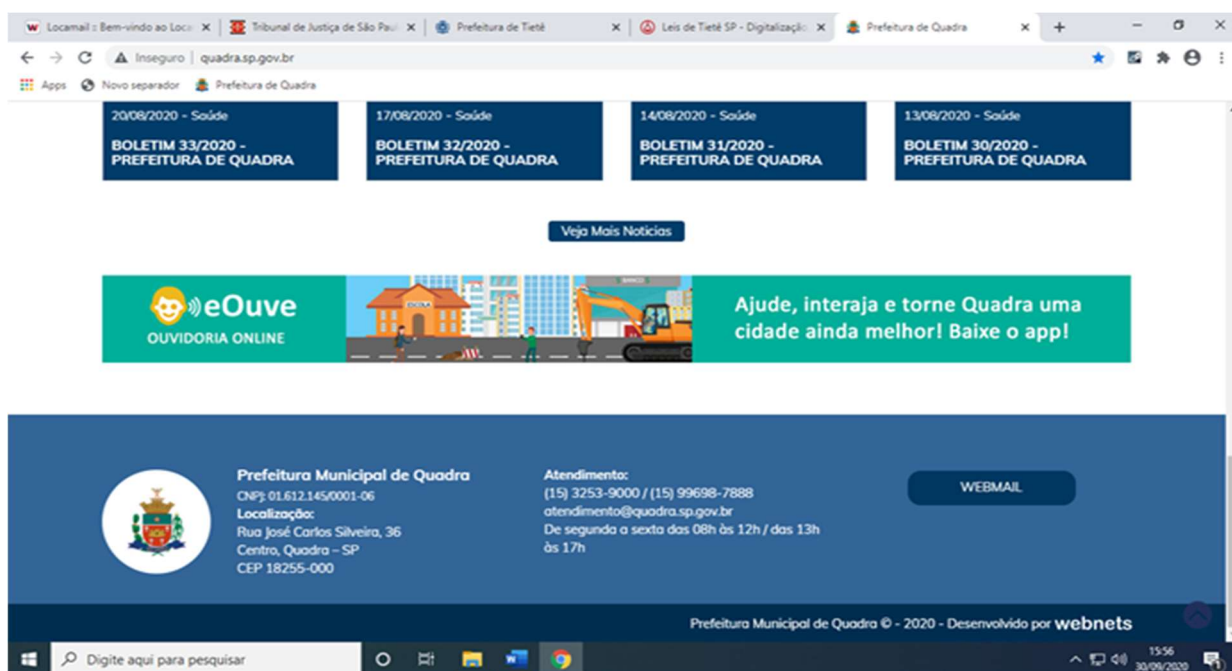 Locamail :: Bem-vindo ao Loca
Tribunal de Justiça de São Paul
Prefeitura de Tietê
Leis de Tietê SP - Digitalização
Prefeitura de Quadra
Inseguro | quadra.sp.gov.br
Apps Novo separador Prefeitura de Quadra
20/08/2020 - Saúde
BOLETIM 33/2020 -
PREFEITURA DE QUADRA
17/08/2020 - Saúde
BOLETIM 32/2020 -
PREFEITURA DE QUADRA
14/08/2020 - Saúde
BOLETIM 31/2020 -
PREFEITURA DE QUADRA
13/08/2020 - Saúde
BOLETIM 30/2020 -
PREFEITURA DE QUADRA
Veja Mais Noticias
eOuve
OUVIDORIA ONLINE
ESCOLA
BANCO
Ajude, interaja e torne Quadra uma
cidade ainda melhor! Baixe o app!
Prefeitura Municipal de Quadra
CNPJ: 01.612.145/0001-06
Localização:
Rua José Carlos Silveira, 36
Centro, Quadra – SP
CEP 18255-000
Atendimento:
(15) 3253-9000 / (15) 99698-7888
atendimento@quadra.sp.gov.br
De segunda a sexta das 08h às 12h / das 13h
às 17h
WEBMAIL
Prefeitura Municipal de Quadra © - 2020 - Desenvolvido por webnets
Digite aqui para pesquisar
15:56
30/09/2020